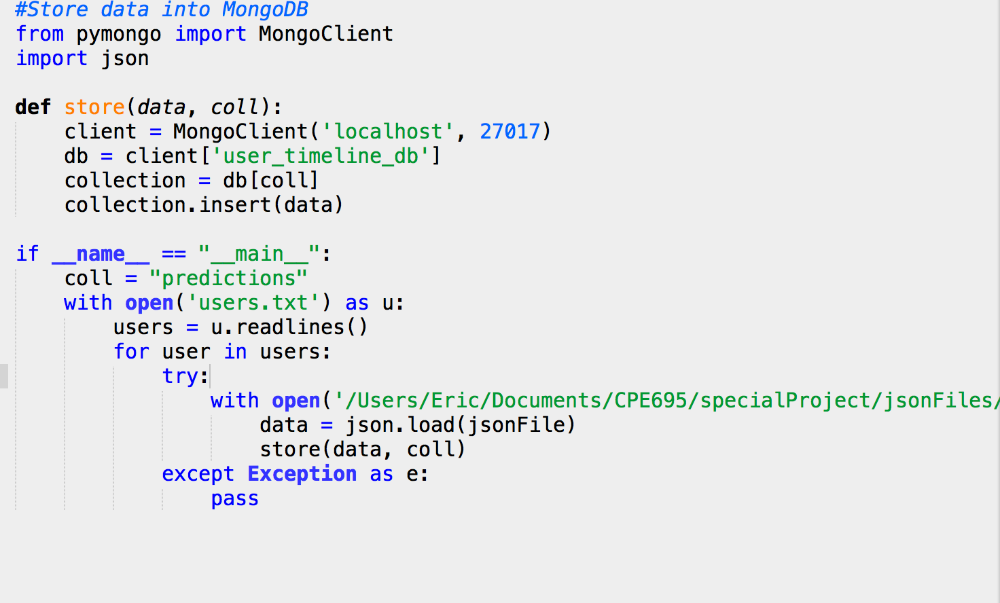 #Store data into MongoDB
from pymongo import MongoClient
import json
def store(data, coll):
client = MongoClient('localhost', 27017)
db = client['user_timeline_db']
collection = db[coll]
collection.insert(data)
if __name__ == "__main__":
coll = "predictions"
with open('users.txt') as u:
users = u.readlines()
for user in users:
try:
with open('/Users/Eric/Documents/CPE695/specialProject/jsonFiles/
data = json.load(jsonFile)
store(data, coll)
except Exception as e:
pass